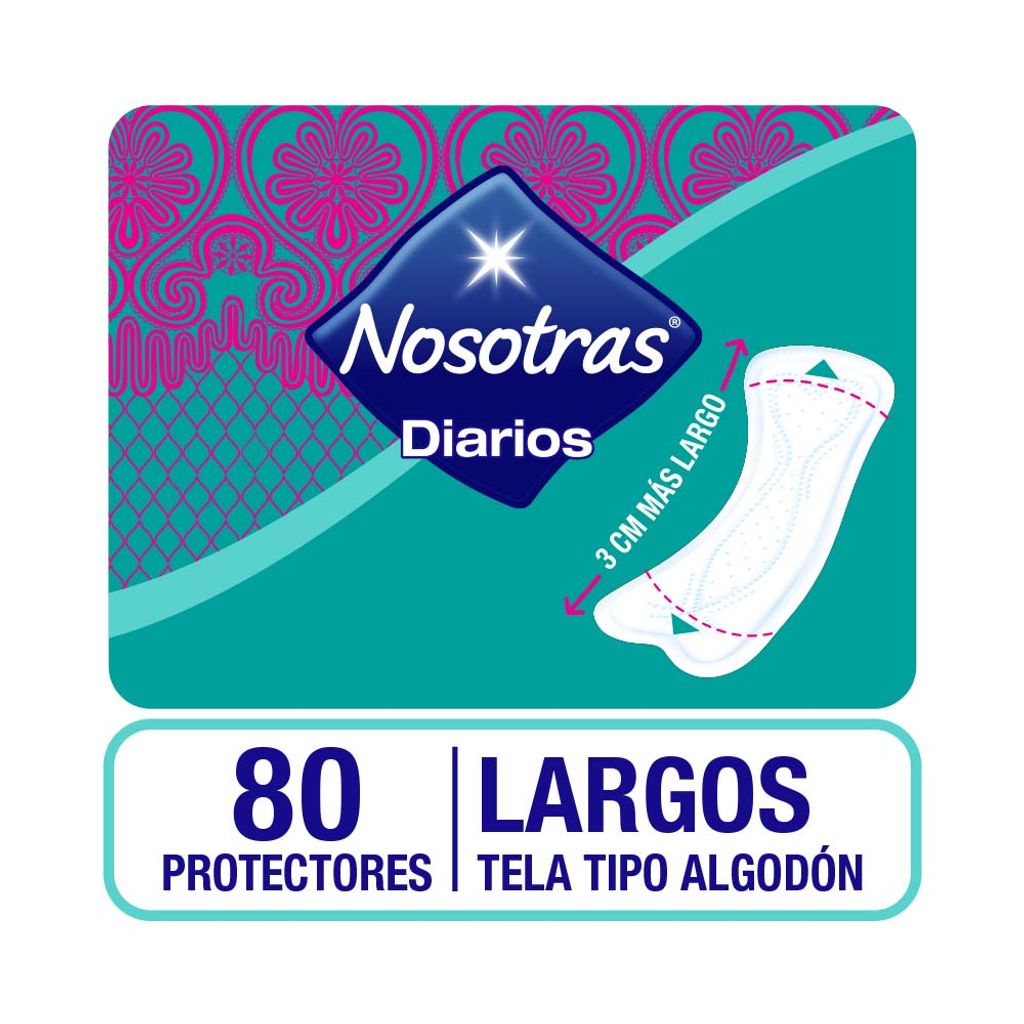 Nosotras®
Diarios
3 CM MÁS LARGO
80
PROTECTORES
LARGOS
TELA TIPO ALGODÓN